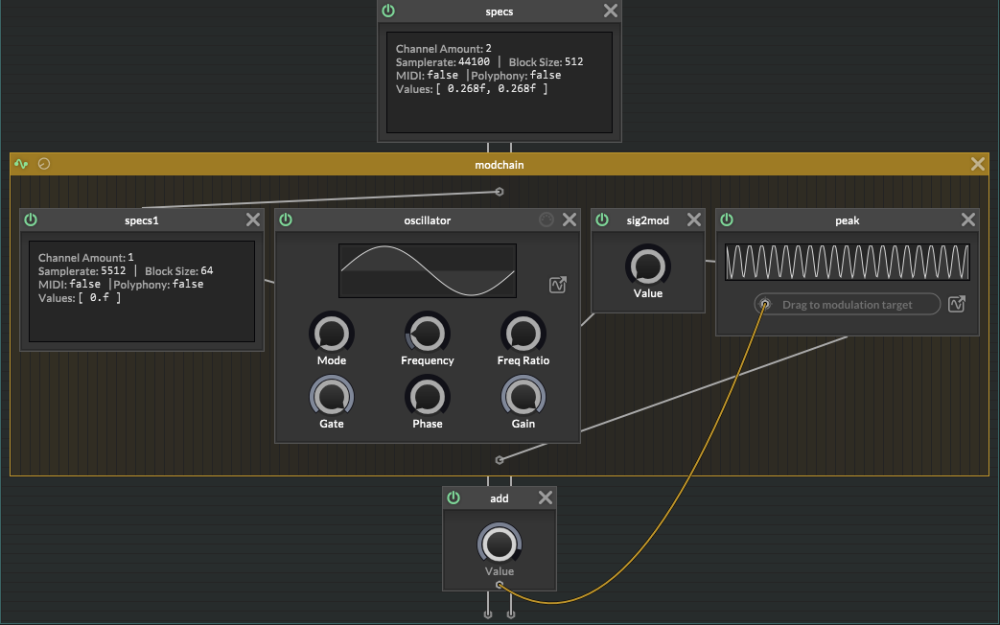 specs
Channel Amount: 2
Samplerate: 44100 | Block Size: 512
MIDI: false |Polyphony: false
Values: [ 0.268f, 0.268f ]
modchain
specs1
Channel Amount: 1
Samplerate: 5512 | Block Size: 64
MIDI: false |Polyphony: false
Values: [ 0.f ]
oscillator
Mode Frequency Freq Ratio
Gate Phase Gain
sig2mod
Value
peak
Drag to modulation target
add
Value